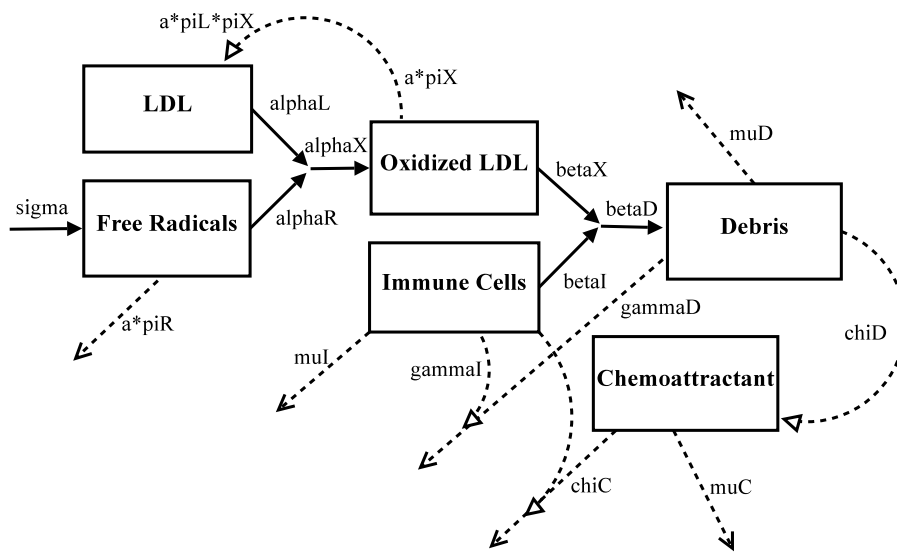 a*piL*piX
a*piX
LDL
alphaL
alphaX
Oxidized LDL
muD
betaX
sigma
Free Radicals
alphaR
betaD
Debris
Immune Cells
betaI
gammaD
a*piR
chiD
muI
gammaI
Chemoattractant
chiC
muC